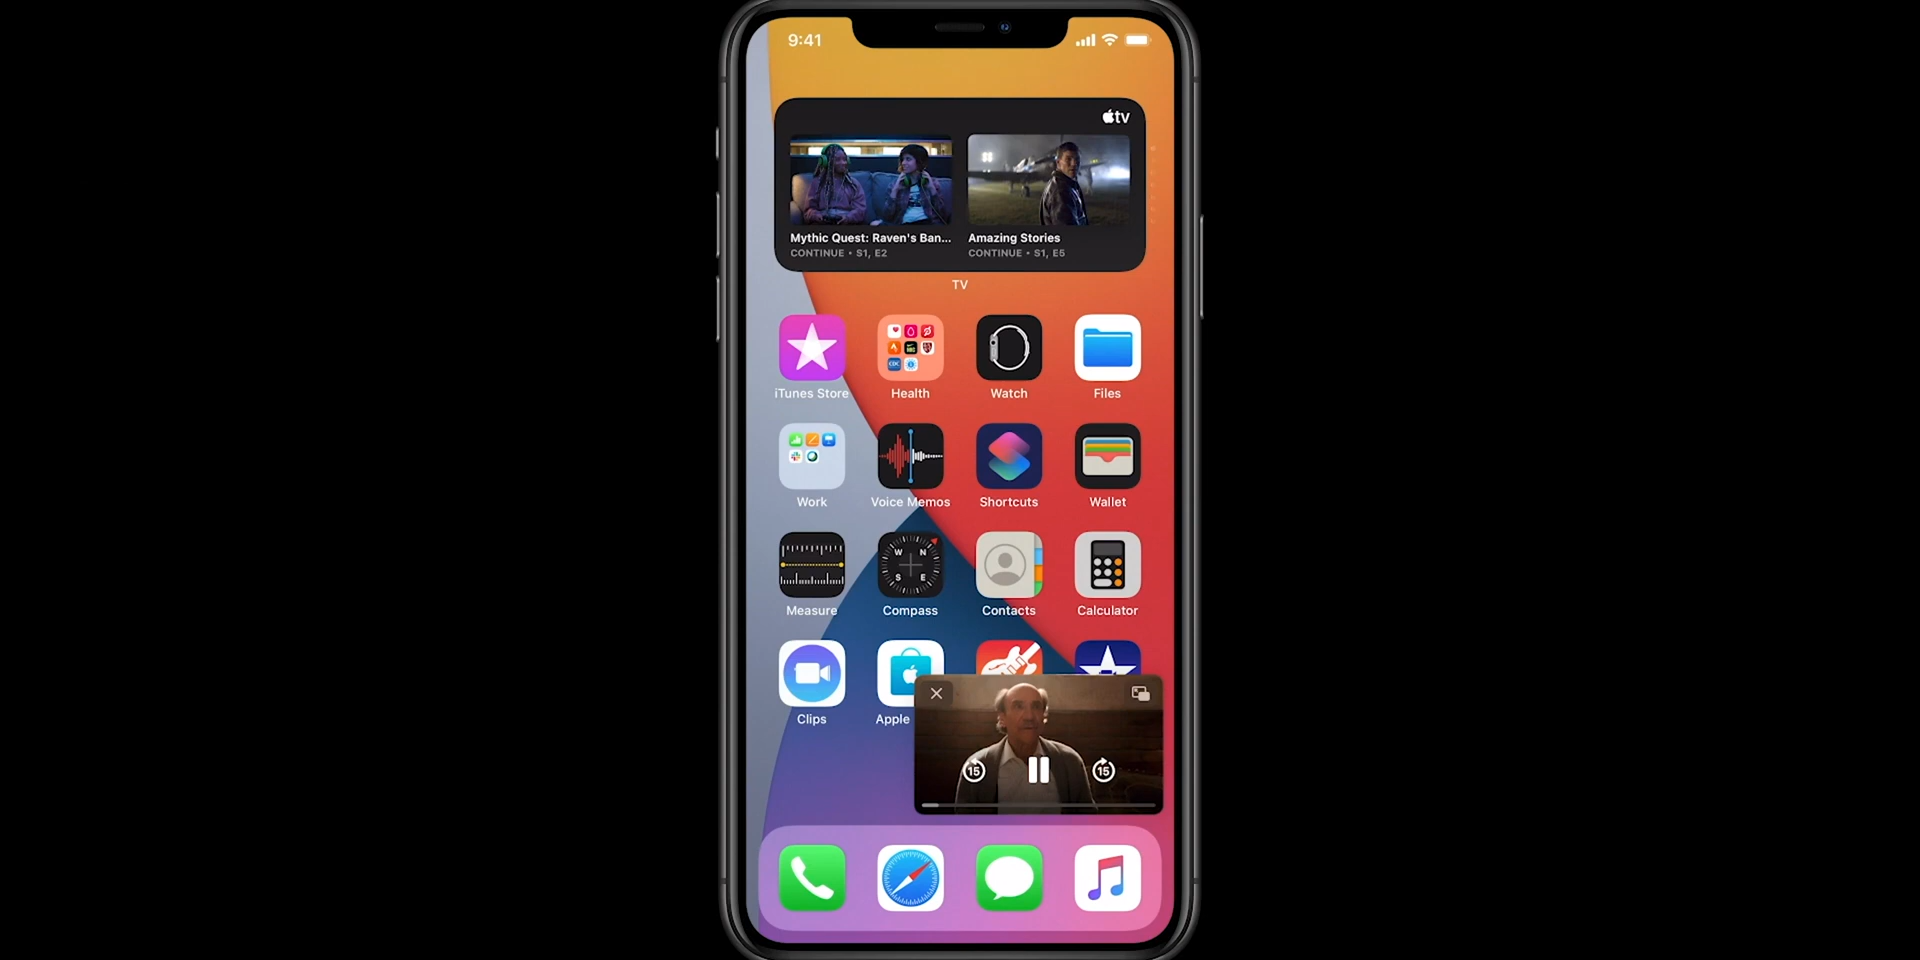 9:41
tv
Mythic Quest: Raven's Ban...
CONTINUE • S1, E2
Amazing Stories
CONTINUE • S1, E5
TV
iTunes Store
Health
Watch
Files
Work
Voice Memos
Shortcuts
Wallet
W N
S E
Measure
Compass
Contacts
Calculator
Clips
Apple
15
15